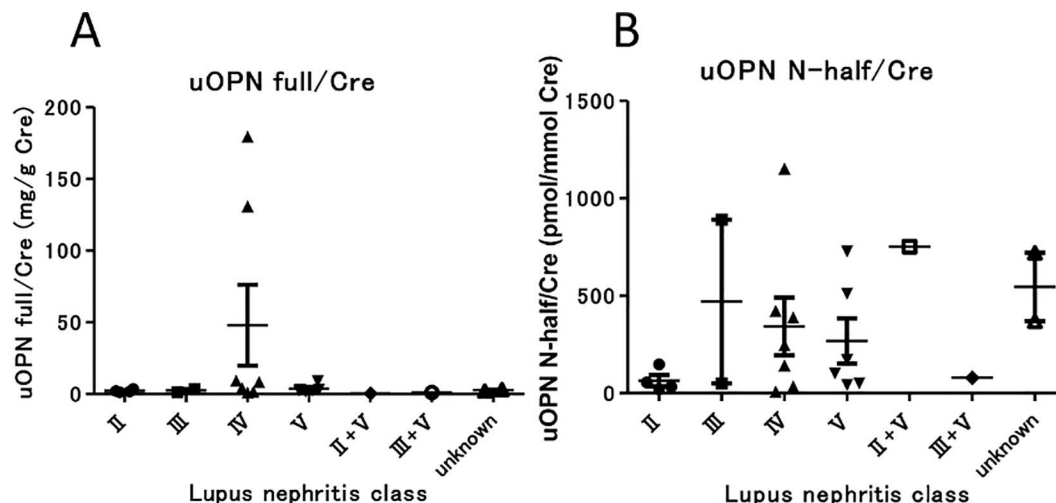 A
uOPN full/Cre
uOPN full/Cre (mg/g Cre)
200
150
100
50
0
Ⅱ
Ⅲ
Ⅳ
Ⅴ
Ⅱ+Ⅴ
Ⅲ+Ⅴ
unknown
Lupus nephritis class
B
uOPN N-half/Cre
uOPN N-half/Cre (pmol/mmol Cre)
1500
1000
500
0
Ⅱ
Ⅲ
Ⅳ
Ⅴ
Ⅱ+Ⅴ
Ⅲ+Ⅴ
unknown
Lupus nephritis class